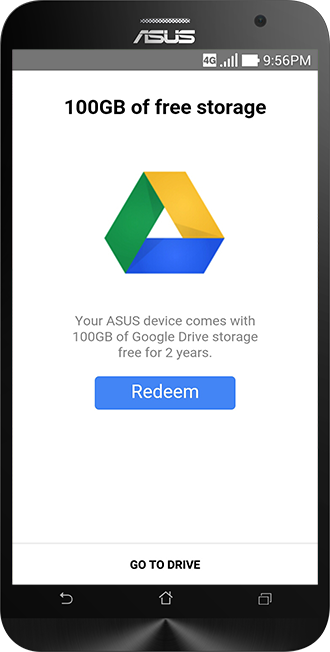 ASUS
4G 9:56PM
100GB of free storage
Your ASUS device comes with
100GB of Google Drive storage
free for 2 years.
Redeem
GO TO DRIVE